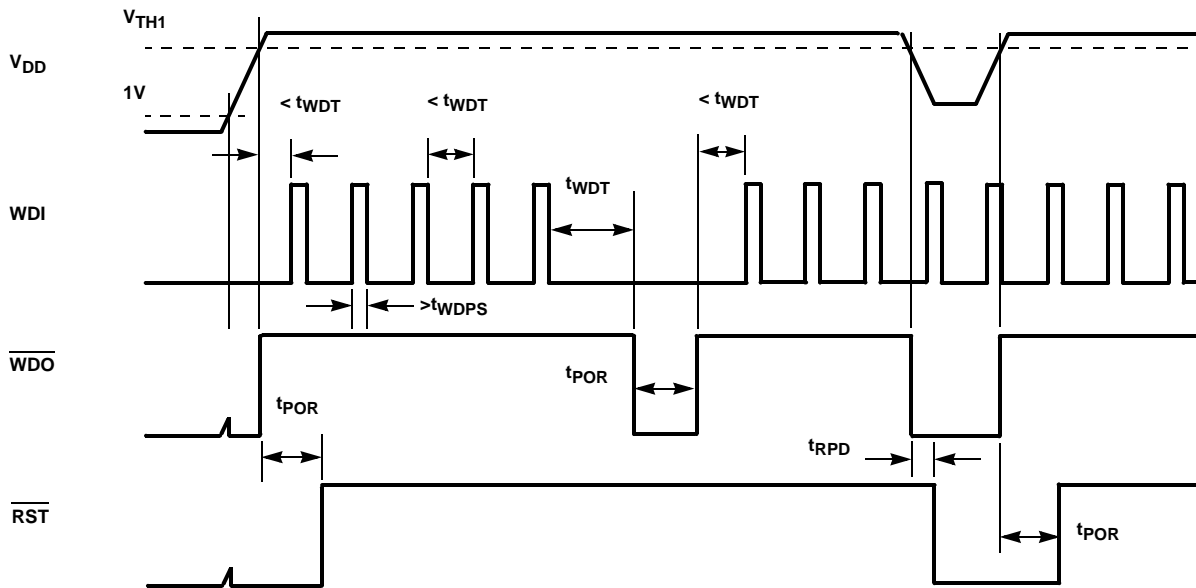 VTH1
VDD
1V
< tWDT
< tWDT
< tWDT
tWDT
WDI
>tWDPS
WDO
tPOR
tPOR
tRPD
RST
tPOR